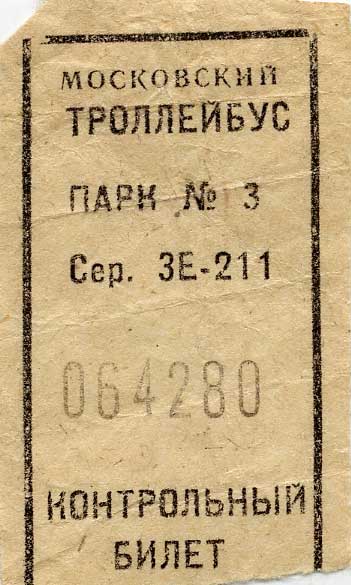 МОСКОВСКИЙ
ТРОЛЛЕЙБУС
ПАРК № 3
Сер. 3Е-211
064280
КОНТРОЛЬНЫЙ
БИЛЕТ